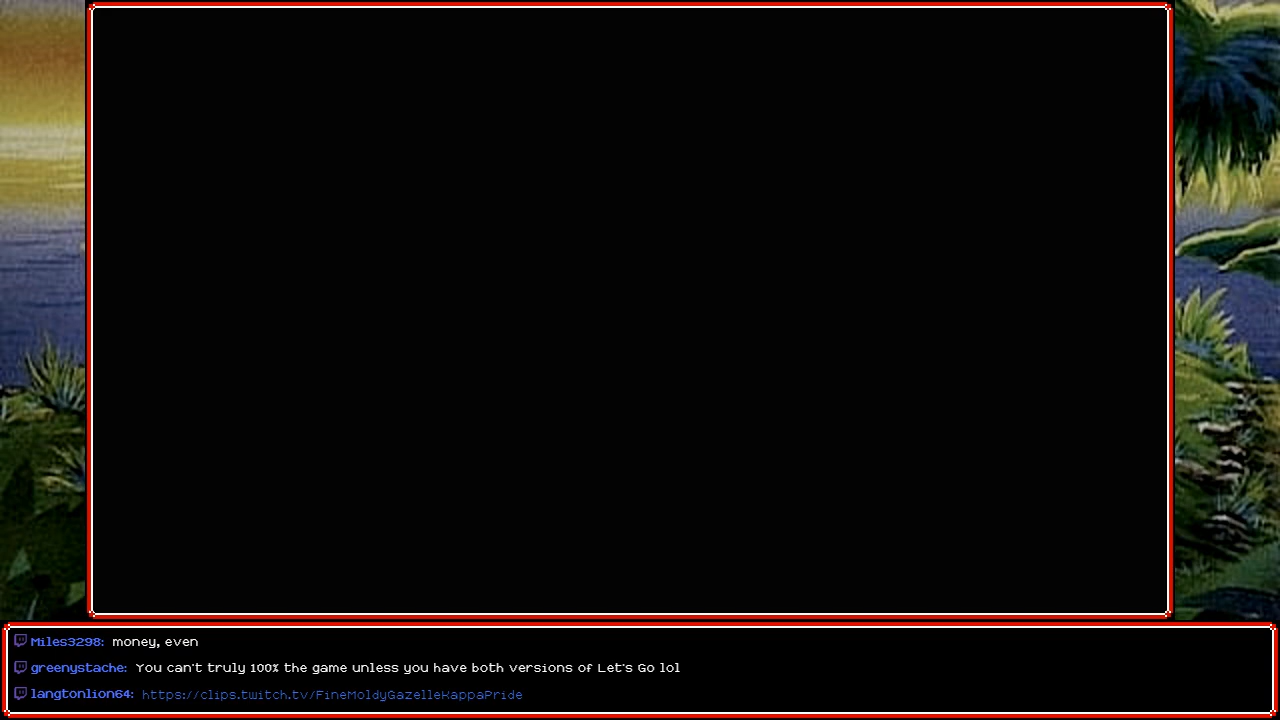 Miles3298: money, even
greenystache: You can't truly 100% the game unless you have both versions of Let's Go lol
langtonlion64: https://clips.twitch.tv/FineMoldyGazelleKappaPride